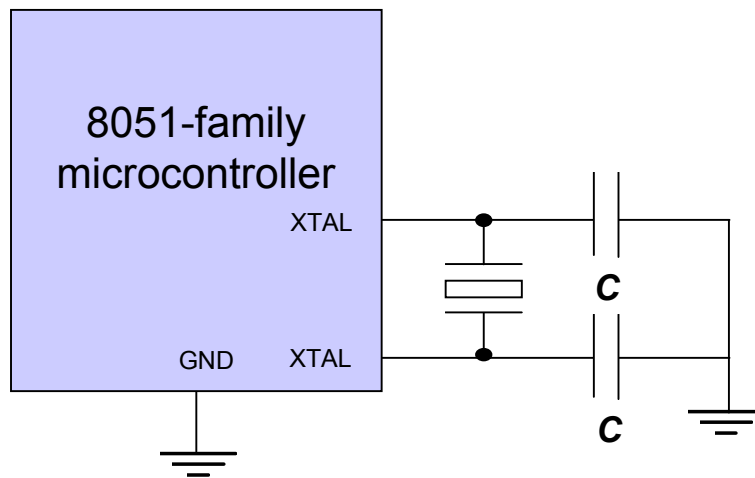 8051-family
microcontroller
XTAL
C
GND
XTAL
C